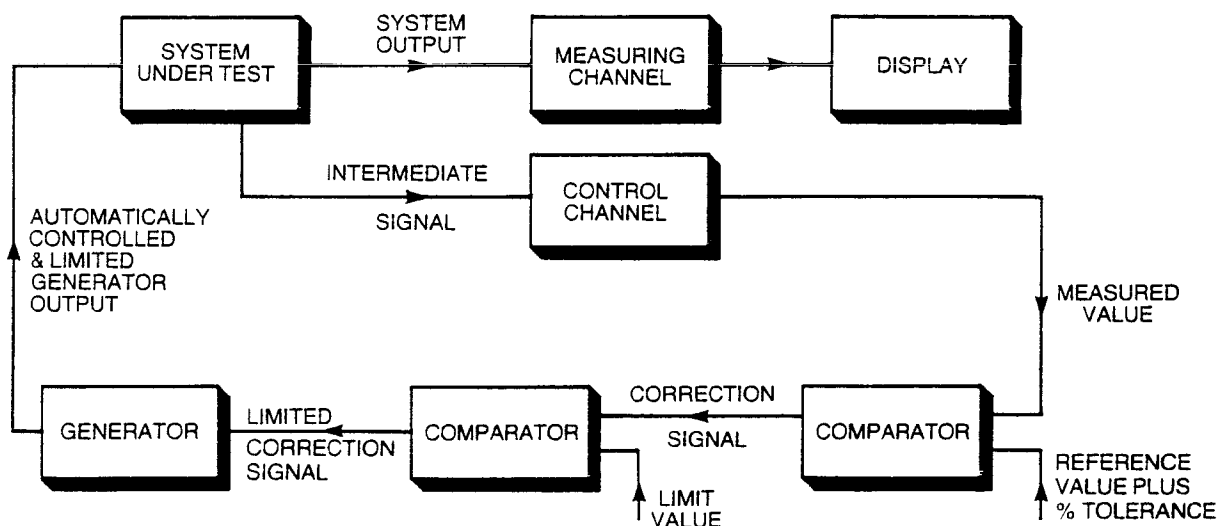 SYSTEM
UNDER TEST
SYSTEM
OUTPUT
MEASURING
CHANNEL
DISPLAY
INTERMEDIATE
SIGNAL
CONTROL
CHANNEL
AUTOMATICALLY
CONTROLLED
& LIMITED
GENERATOR
OUTPUT
MEASURED
VALUE
GENERATOR
LIMITED
CORRECTION
SIGNAL
COMPARATOR
LIMIT
VALUE
CORRECTION
SIGNAL
COMPARATOR
REFERENCE
VALUE PLUS
% TOLERANCE